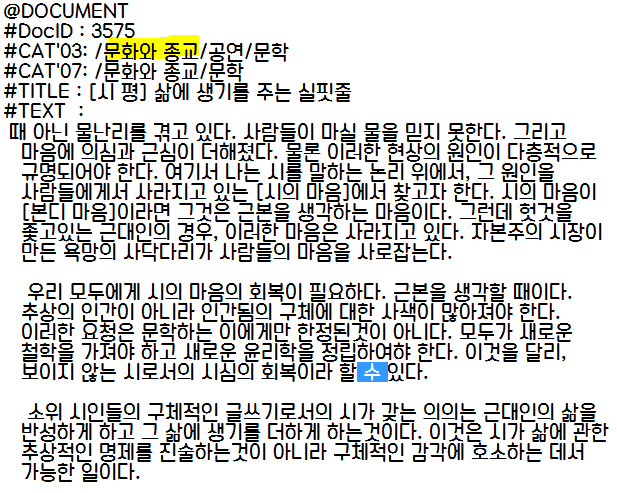 @DOCUMENT
#DocID : 3575
#CAT'03: /문화와 종교/공연/문학
#CAT'07: /문화와 종교/문학
#TITLE : [시 평] 삶에 생기를 주는 실핏줄
#TEXT :
때 아닌 물난리를 겪고 있다. 사람들이 마실 물을 믿지 못한다. 그리고
마음에 의심과 근심이 더해졌다. 물론 이러한 현상의 원인이 다층적으로
규명되어야 한다. 여기서 나는 시를 말하는 논리 위에서, 그 원인을
사람들에게서 사라지고 있는 [시의 마음]에서 찾고자 한다. 시의 마음이
[본디 마음]이라면 그것은 근본을 생각하는 마음이다. 그런데 헛것을
좇고있는 근대인의 경우, 이러한 마음은 사라지고 있다. 자본주의 시장이
만든 욕망의 사닥다리가 사람들의 마음을 사로잡는다.
우리 모두에게 시의 마음의 회복이 필요하다. 근본을 생각할 때이다.
추상의 인간이 아니라 인간됨의 구체에 대한 사색이 많아져야 한다.
이러한 요청은 문학하는 이에게만 한정된것이 아니다. 모두가 새로운
철학을 가져야 하고 새로운 윤리학을 정립하여햐 한다. 이것을 달리,
보이지 않는 시로서의 시심의 회복이라 할 수 있다.
소위 시인들의 구체적인 글쓰기로서의 시가 갖는 의의는 근대인의 삶을
반성하게 하고 그 삶에 생기를 더하게 하는것이다. 이것은 시가 삶에 관한
추상적인 명제를 진술하는것이 아니라 구체적인 감각에 호소하는 데서
가능한 일이다.